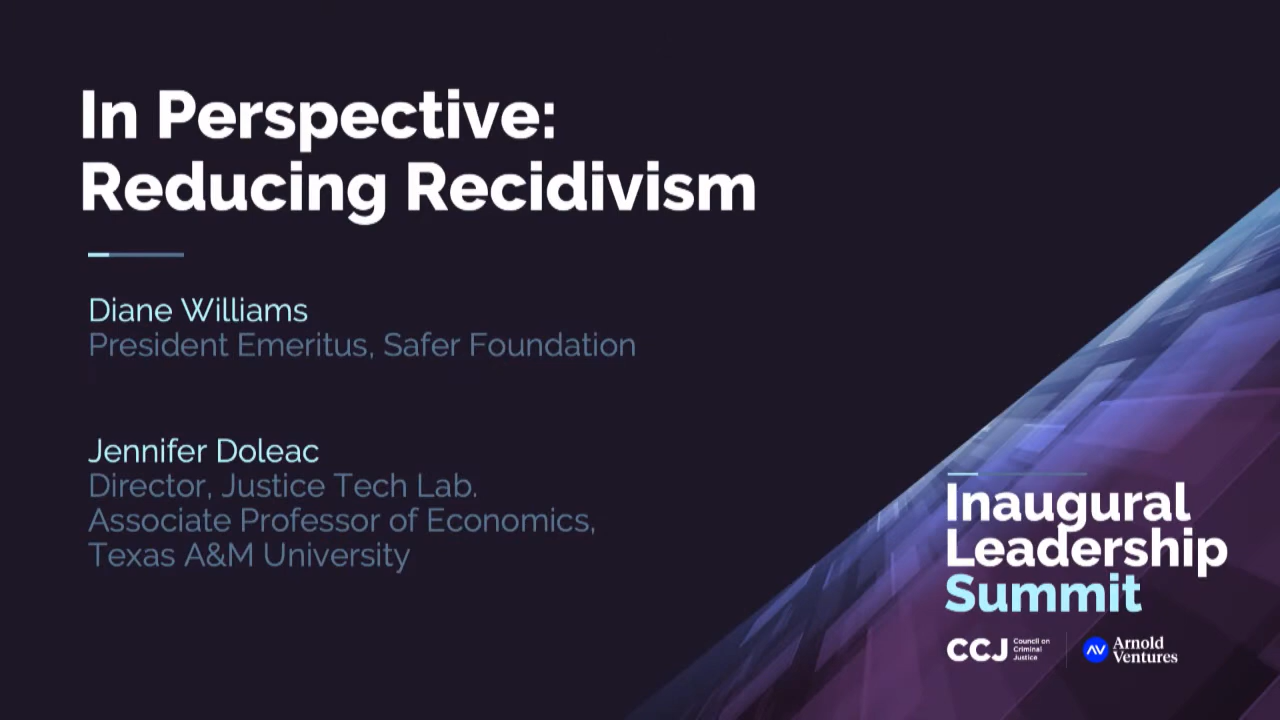 In Perspective:
Reducing Recidivism
Diane Williams
President Emeritus, Safer Foundation
Jennifer Doleac
Director, Justice Tech Lab.
Associate Professor of Economics,
Texas A&M University
Inaugural
Leadership
Summit
CCJ
Council on
Criminal
Justice
AV
Arnold
Ventures